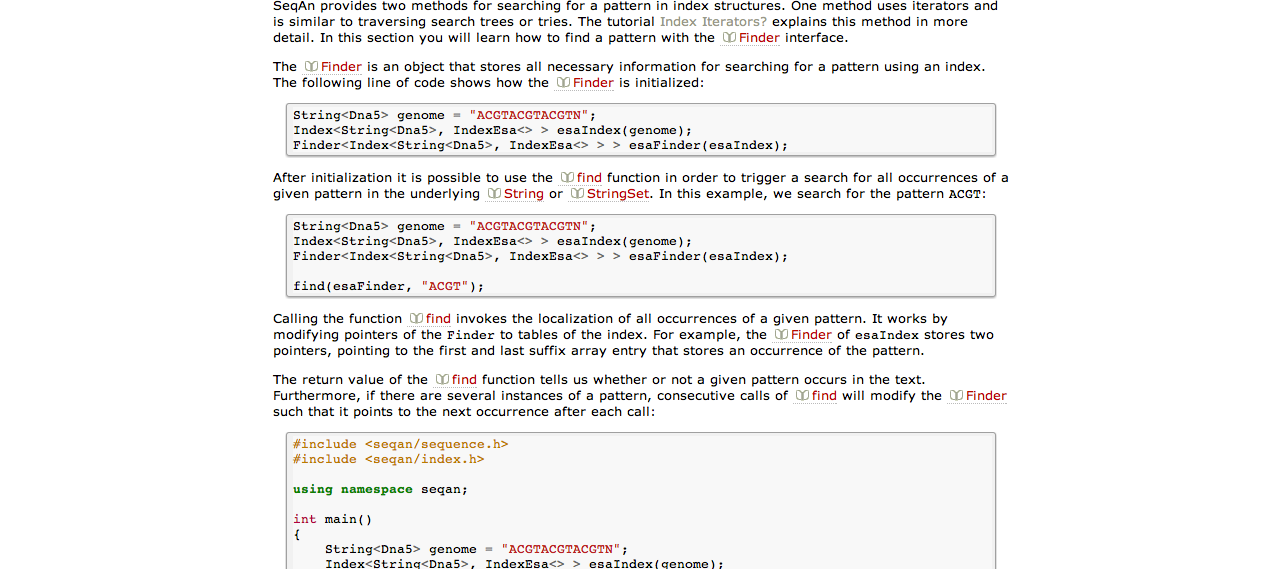 SeqAn provides two methods for searching for a pattern in index structures. One method uses iterators and
is similar to traversing search trees or tries. The tutorial Index Iterators? explains this method in more
detail. In this section you will learn how to find a pattern with the Finder interface.
The Finder is an object that stores all necessary information for searching for a pattern using an index.
The following line of code shows how the Finder is initialized:
String<Dna5> genome = "ACGTACGTACGTN";
Index<String<Dna5>, IndexEsa<> > esaIndex(genome);
Finder<Index<String<Dna5>, IndexEsa<> > > esaFinder(esaIndex);
After initialization it is possible to use the find function in order to trigger a search for all occurrences of a
given pattern in the underlying String or StringSet. In this example, we search for the pattern ACGT:
String<Dna5> genome = "ACGTACGTACGTN";
Index<String<Dna5>, IndexEsa<> > esaIndex(genome);
Finder<Index<String<Dna5>, IndexEsa<> > > esaFinder(esaIndex);
find(esaFinder, "ACGT");
Calling the function find invokes the localization of all occurrences of a given pattern. It works by
modifying pointers of the Finder to tables of the index. For example, the Finder of esaIndex stores two
pointers, pointing to the first and last suffix array entry that stores an occurrence of the pattern.
The return value of the find function tells us whether or not a given pattern occurs in the text.
Furthermore, if there are several instances of a pattern, consecutive calls of find will modify the Finder
such that it points to the next occurrence after each call:
#include <seqan/sequence.h>
#include <seqan/index.h>
using namespace seqan;
int main()
{
String<Dna5> genome = "ACGTACGTACGTN";
Index<String<Dna5>, IndexEsa<> > esaIndex(genome);